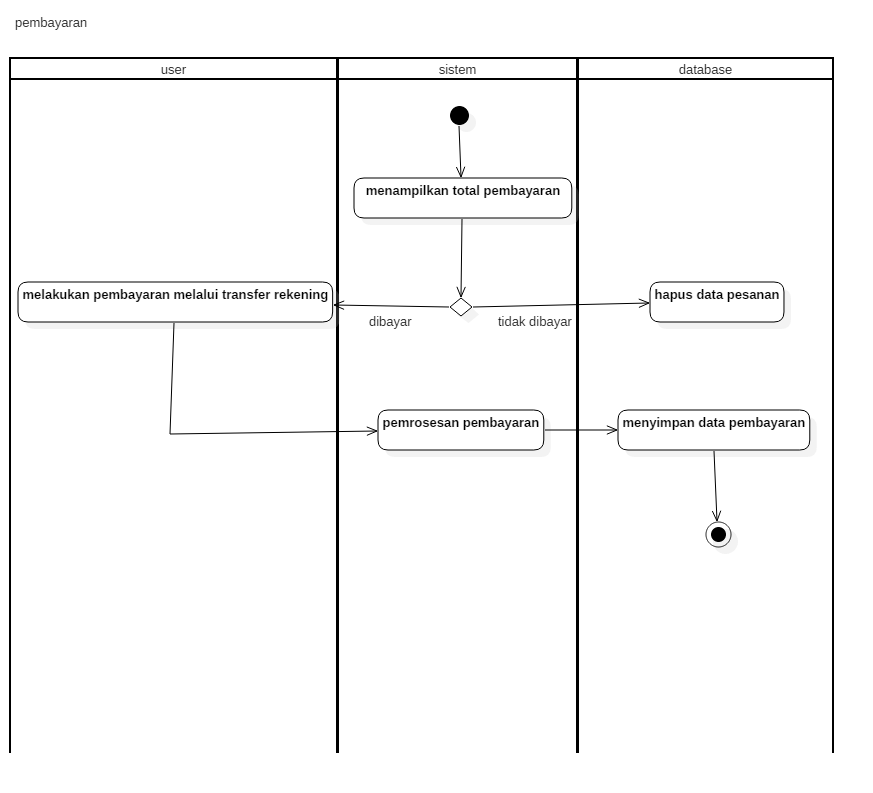 pembayaran
user
sistem
database
menampilkan total pembayaran
melakukan pembayaran melalui transfer rekening
hapus data pesanan
dibayar
tidak dibayar
pemrosesan pembayaran
menyimpan data pembayaran